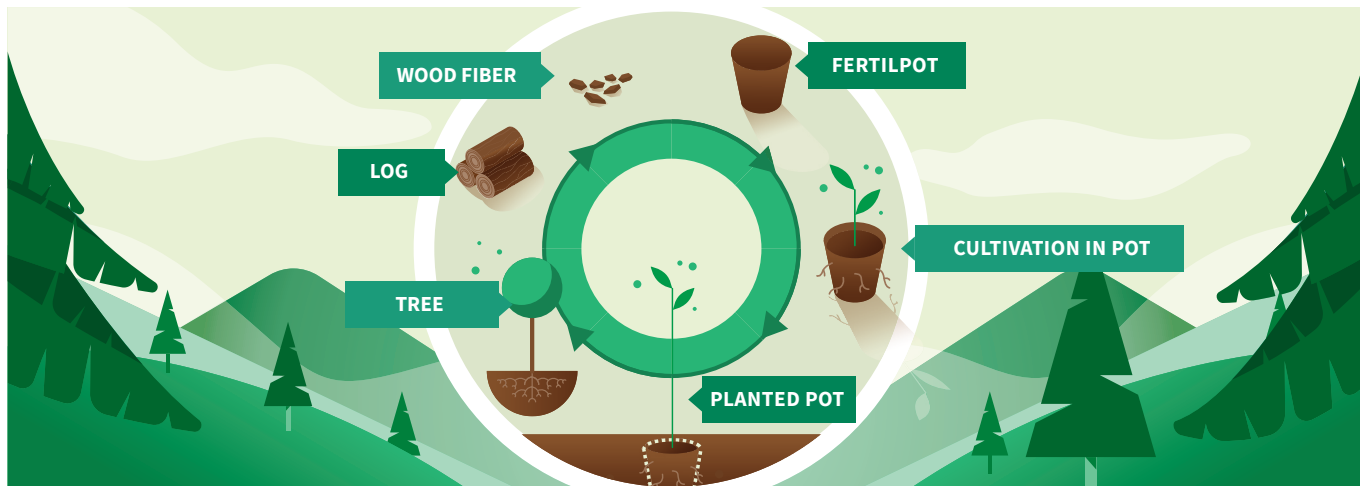 WOOD FIBER
FERTILPOT
LOG
CULTIVATION IN POT
TREE
PLANTED POT